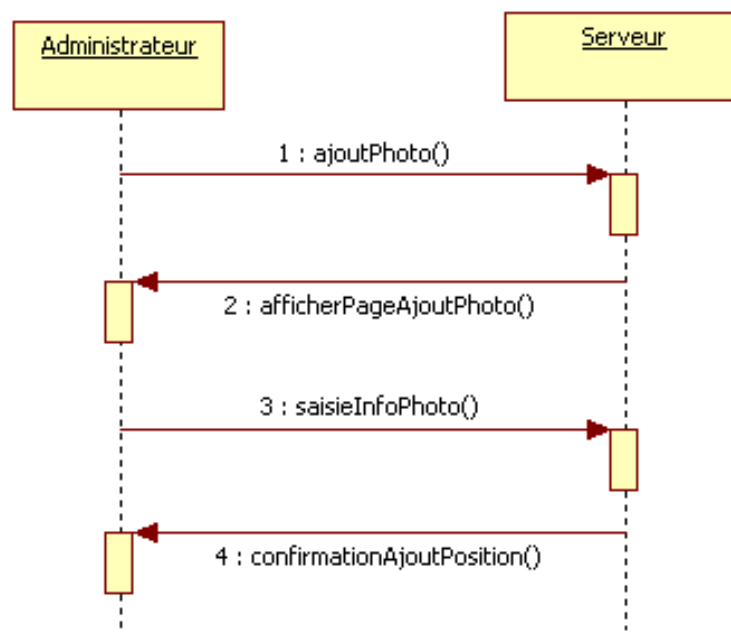 Administrateur
Serveur
1 : ajoutPhoto()
2 : afficherPageAjoutPhoto()
3 : saisieInfoPhoto()
4 : confirmationAjoutPosition()